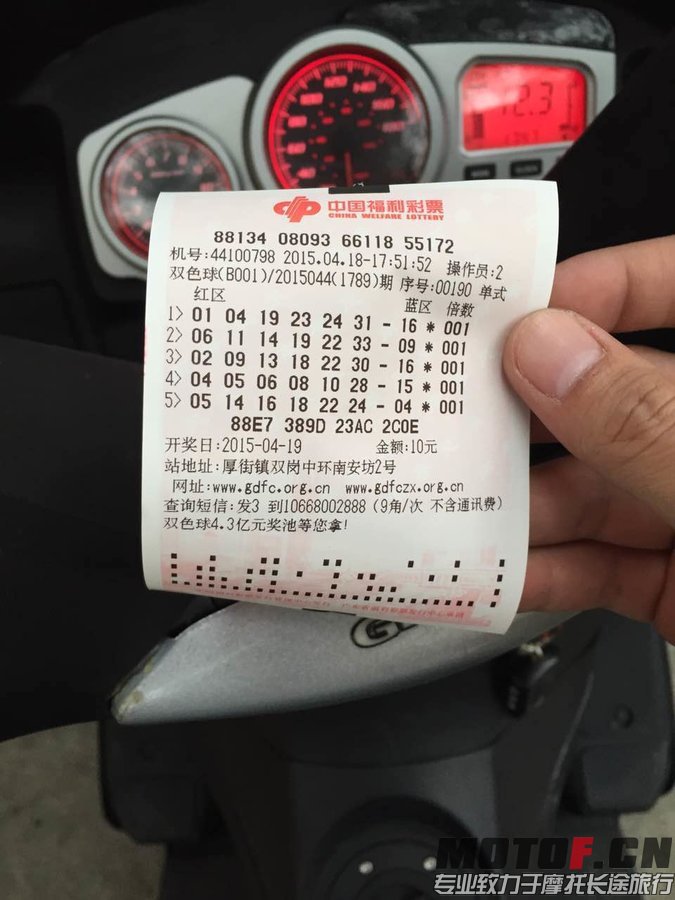 中国福利彩票
CHINA WELFARE LOTTERY
88134 08093 66118 55172
机号:44100798 2015.04.18-17:51:52 操作员:2
双色球(B001)/2015044(1789)期 序号:00190 单式
红区 蓝区 倍数
1> 01 04 19 23 24 31 - 16 * 001
2> 06 11 14 19 22 33 - 09 * 001
3> 02 09 13 18 22 30 - 16 * 001
4> 04 05 06 08 10 28 - 15 * 001
5> 05 14 16 18 22 24 - 04 * 001
88E7 389D 23AC 2C0E
开奖日:2015-04-19 金额:10元
站地址:厚街镇双岗中环南安坊2号
网址:www.gdfc.org.cn www.gdfczx.org.cn
查询短信:发3 到10668002888 (9角/次 不含通讯费)
双色球4.3亿元奖池等您拿!
MOTOF.CN
专业致力于摩托长途旅行